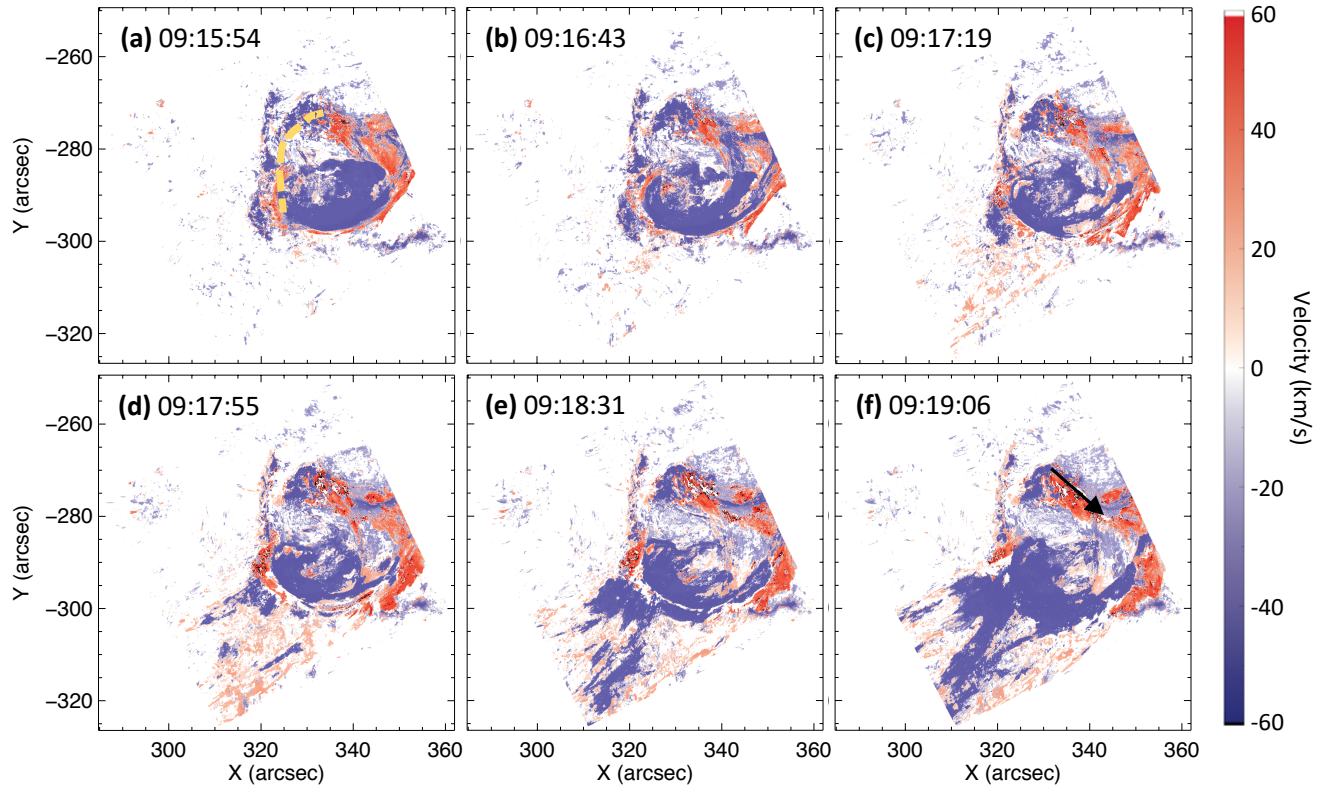 (a) 09:15:54
(b) 09:16:43
(c) 09:17:19
60
40
20
0
-20
-40
-60
Velocity (km/s)
−260
−280
−300
−320
Y (arcsec)
(d) 09:17:55
(e) 09:18:31
(f) 09:19:06
−260
−280
−300
−320
Y (arcsec)
300 320 340 360
300 320 340 360
300 320 340 360
X (arcsec)
X (arcsec)
X (arcsec)